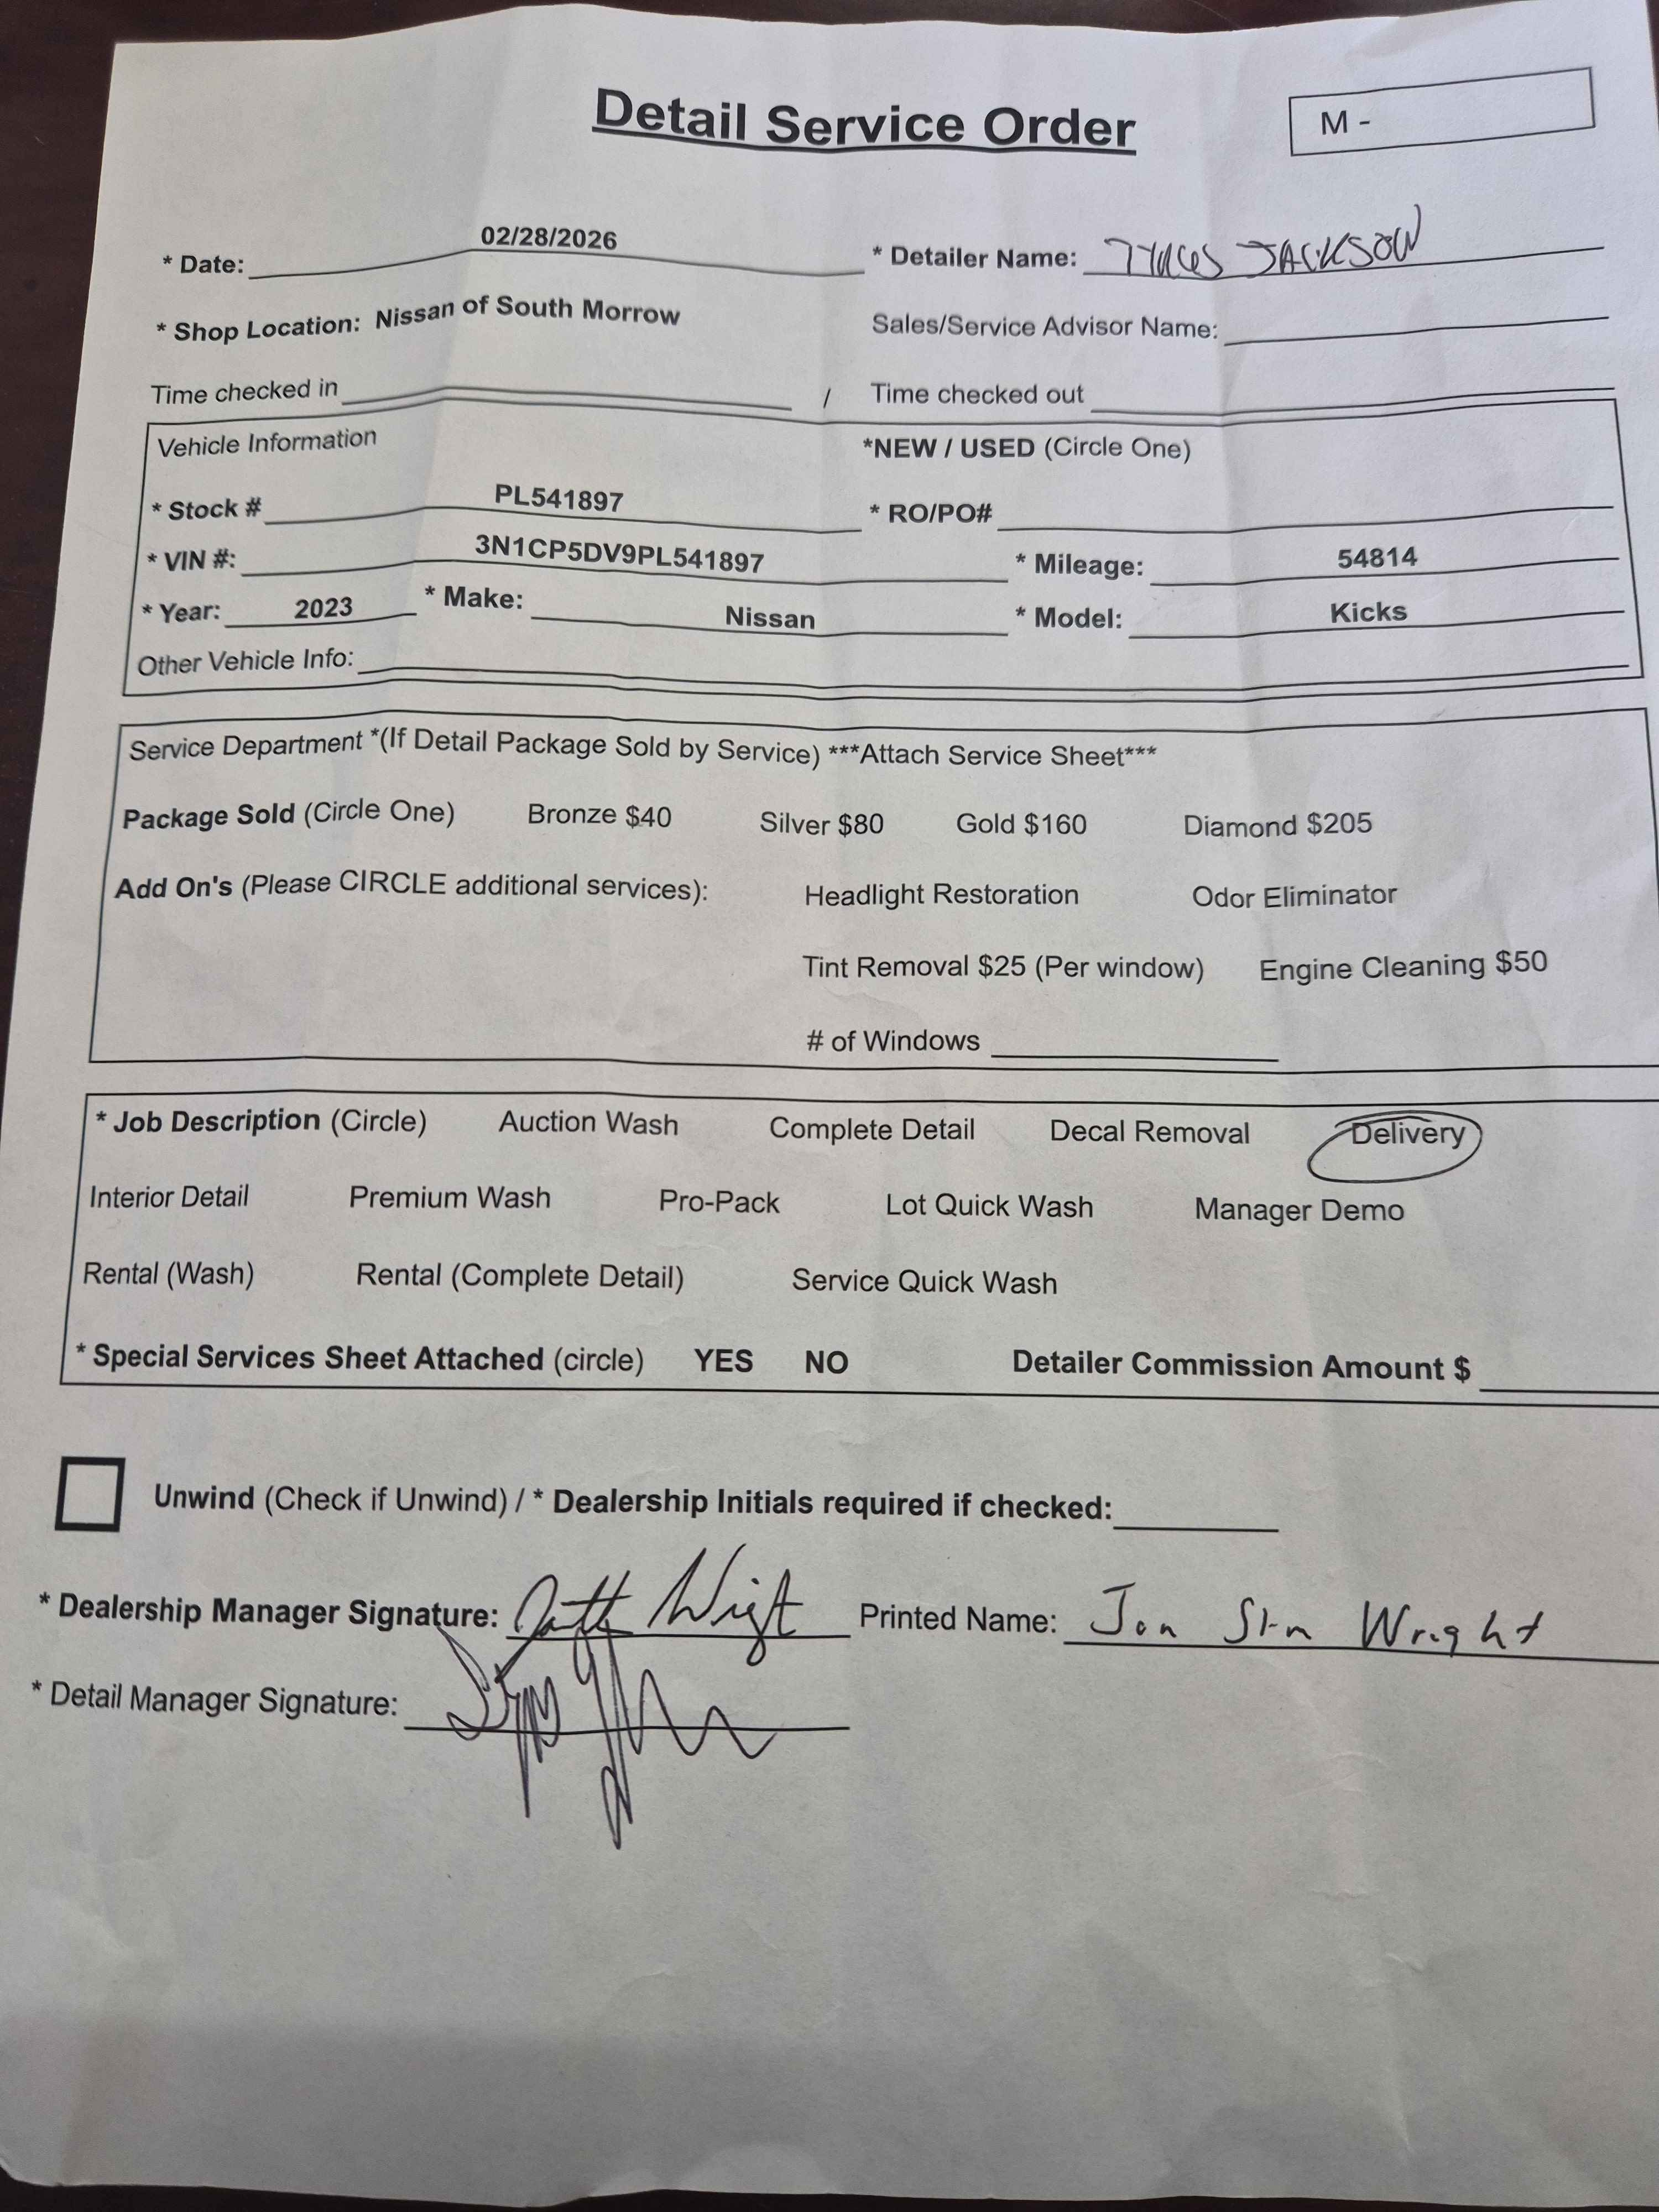 Detail Service Order
M -
* Date: 02/28/2026 * Detailer Name: JACKSON
* Shop Location: Nissan of South Morrow Sales/Service Advisor Name:
Time checked in / Time checked out
Vehicle Information *NEW / USED (Circle One)
* Stock # PL541897 * RO/PO#
* VIN #: 3N1CP5DV9PL541897 * Mileage: 54814
* Year: 2023 * Make: Nissan * Model: Kicks
Other Vehicle Info:
Service Department *(If Detail Package Sold by Service) ***Attach Service Sheet***
Package Sold (Circle One) Bronze $40 Silver $80 Gold $160 Diamond $205
Add On's (Please CIRCLE additional services): Headlight Restoration Odor Eliminator
Tint Removal $25 (Per window) Engine Cleaning $50
# of Windows
* Job Description (Circle) Auction Wash Complete Detail Decal Removal Delivery
Interior Detail Premium Wash Pro-Pack Lot Quick Wash Manager Demo
Rental (Wash) Rental (Complete Detail) Service Quick Wash
* Special Services Sheet Attached (circle) YES NO Detailer Commission Amount $
Unwind (Check if Unwind) / * Dealership Initials required if checked:
* Dealership Manager Signature: Printed Name: Jon Wright
* Detail Manager Signature: